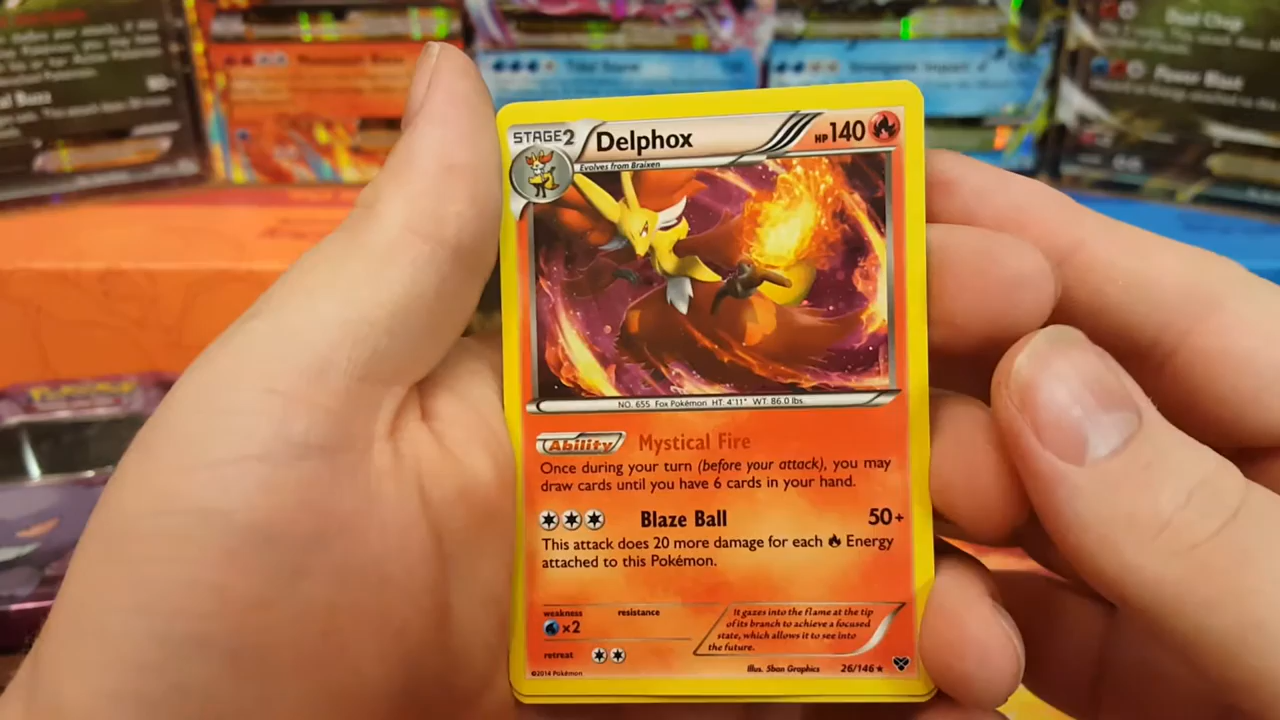 Dual Chop
Power Blast
STAGE2
Delphox
HP 140
Evolves from Braixen
NO. 655 Fox Pokémon HT: 4'11" WT: 86.0 lbs.
Ability Mystical Fire
Once during your turn (before your attack), you may
draw cards until you have 6 cards in your hand.
Blaze Ball 50+
This attack does 20 more damage for each Energy
attached to this Pokémon.
weakness resistance
×2
retreat
It gazes into the flame at the tip
of its branch to achieve a focused
state, which allows it to see into
the future.
©2014 Pokémon
Illus. 5ban Graphics
26/146